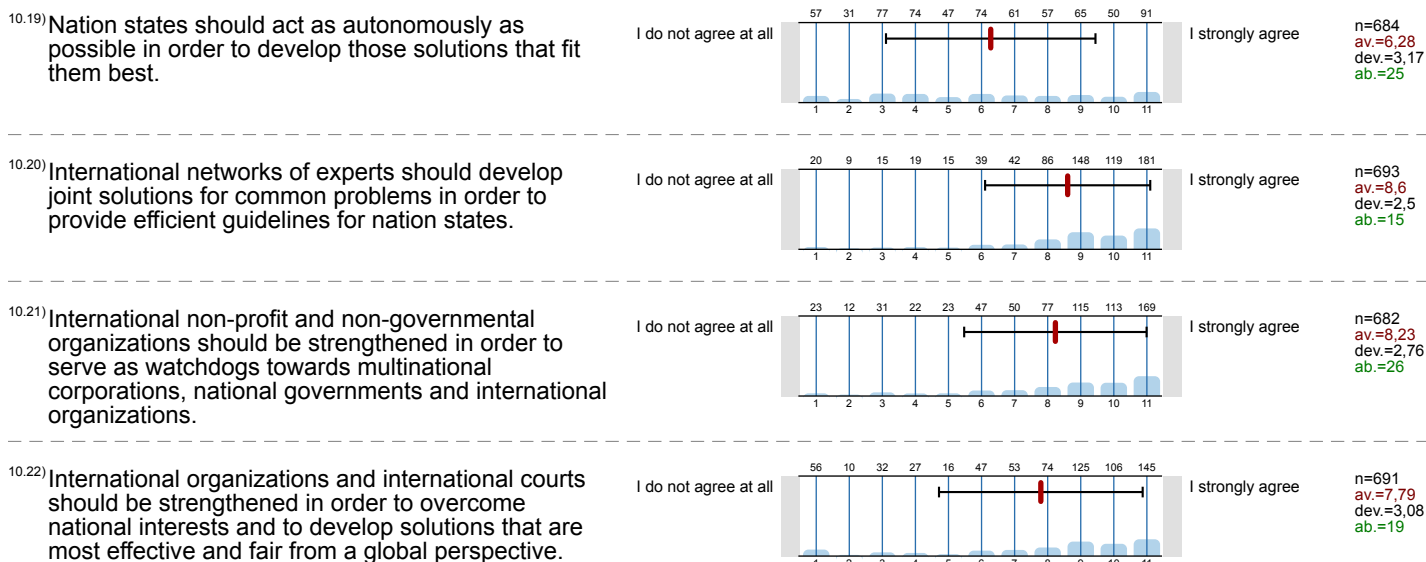 10.19) Nation states should act as autonomously as
possible in order to develop those solutions that fit
them best.
I do not agree at all
57 31 77 74 47 74 61 57 65 50 91
1 2 3 4 5 6 7 8 9 10 11
I strongly agree
n=684
av.=6,28
dev.=3,17
ab.=25
10.20) International networks of experts should develop
joint solutions for common problems in order to
provide efficient guidelines for nation states.
I do not agree at all
20 9 15 19 15 39 42 86 148 119 181
1 2 3 4 5 6 7 8 9 10 11
I strongly agree
n=693
av.=8,6
dev.=2,5
ab.=15
10.21) International non-profit and non-governmental
organizations should be strengthened in order to
serve as watchdogs towards multinational
corporations, national governments and international
organizations.
I do not agree at all
23 12 31 22 23 47 50 77 115 113 169
1 2 3 4 5 6 7 8 9 10 11
I strongly agree
n=682
av.=8,23
dev.=2,76
ab.=26
10.22) International organizations and international courts
should be strengthened in order to overcome
national interests and to develop solutions that are
most effective and fair from a global perspective.
I do not agree at all
56 10 32 27 16 47 53 74 125 106 145
I strongly agree
n=691
av.=7,79
dev.=3,08
ab.=19